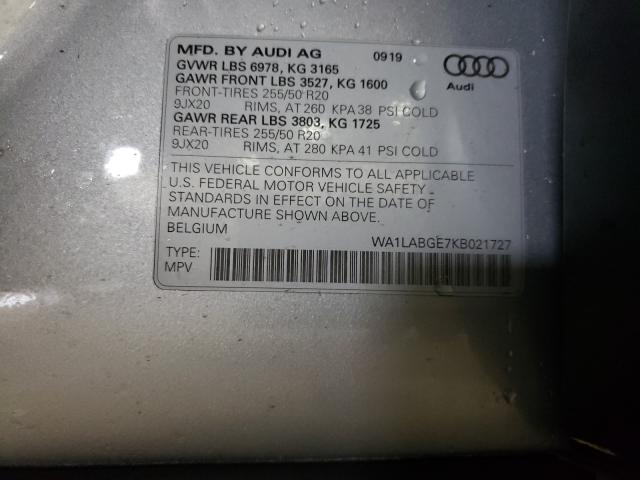 MFD. BY AUDI AG 0919
GVWR LBS 6978, KG 3165
GAWR FRONT LBS 3527, KG 1600
FRONT-TIRES 255/50 R20
9JX20 RIMS, AT 260 KPA 38 PSI COLD
GAWR REAR LBS 3803, KG 1725
REAR-TIRES 255/50 R20
9JX20 RIMS, AT 280 KPA 41 PSI COLD
Audi
THIS VEHICLE CONFORMS TO ALL APPLICABLE
U.S. FEDERAL MOTOR VEHICLE SAFETY
STANDARDS IN EFFECT ON THE DATE OF
MANUFACTURE SHOWN ABOVE.
BELGIUM WA1LABGE7KB021727
TYPE:
MPV